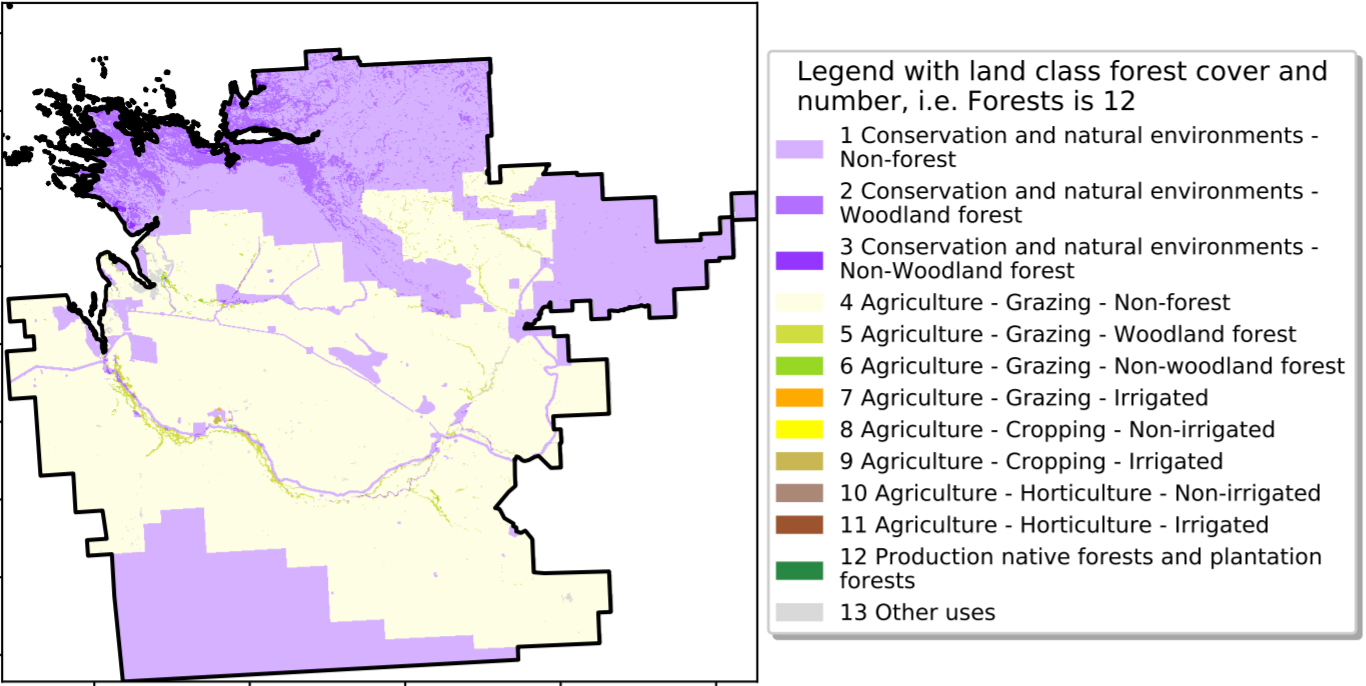 Legend with land class forest cover and
number, i.e. Forests is 12
1 Conservation and natural environments -
Non-forest
2 Conservation and natural environments -
Woodland forest
3 Conservation and natural environments -
Non-Woodland forest
4 Agriculture - Grazing - Non-forest
5 Agriculture - Grazing - Woodland forest
6 Agriculture - Grazing - Non-woodland forest
7 Agriculture - Grazing - Irrigated
8 Agriculture - Cropping - Non-irrigated
9 Agriculture - Cropping - Irrigated
10 Agriculture - Horticulture - Non-irrigated
11 Agriculture - Horticulture - Irrigated
12 Production native forests and plantation
forests
13 Other uses